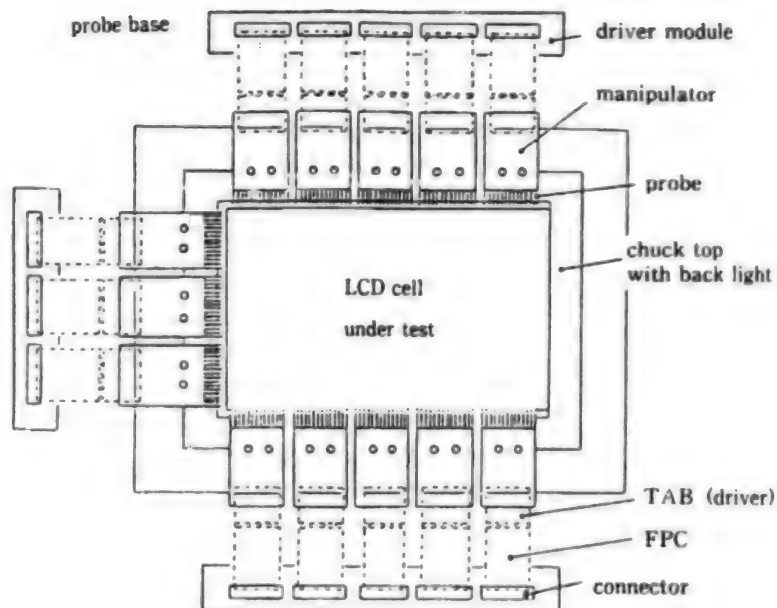 probe base
driver module
manipulator
probe
chuck top
with back light
LCD cell
under test
TAB (driver)
FPC
connector